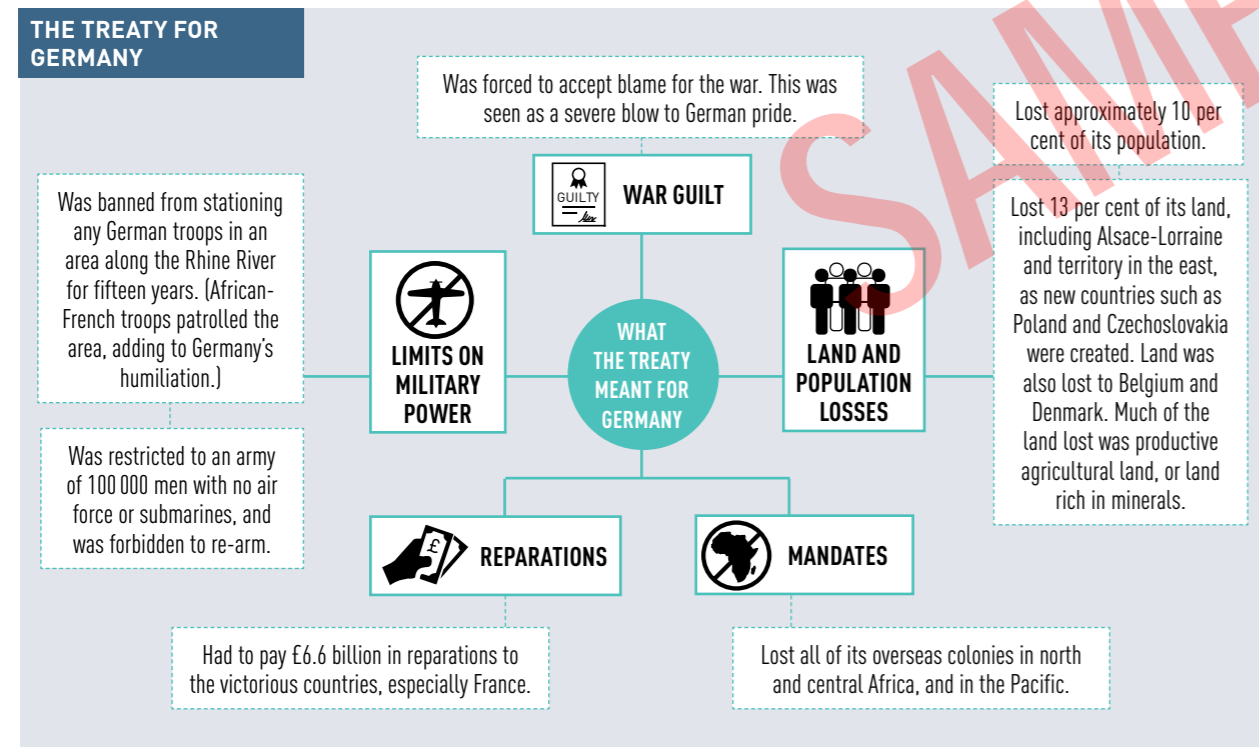 THE TREATY FOR
GERMANY
Was forced to accept blame for the war. This was
seen as a severe blow to German pride.
GUILTY
WAR GUILT
Was banned from stationing
any German troops in an
area along the Rhine River
for fifteen years. (African-
French troops patrolled the
area, adding to Germany's
humiliation.)
Was restricted to an army
of 100 000 men with no air
force or submarines, and
was forbidden to re-arm.
LIMITS ON
MILITARY
POWER
WHAT
THE TREATY
MEANT FOR
GERMANY
LAND AND
POPULATION
LOSSES
Lost approximately 10 per
cent of its population.
Lost 13 per cent of its land,
including Alsace-Lorraine
and territory in the east,
as new countries such as
Poland and Czechoslovakia
were created. Land was
also lost to Belgium and
Denmark. Much of the
land lost was productive
agricultural land, or land
rich in minerals.
£
REPARATIONS
Had to pay £6.6 billion in reparations to
the victorious countries, especially France.
MANDATES
Lost all of its overseas colonies in north
and central Africa, and in the Pacific.
SAM